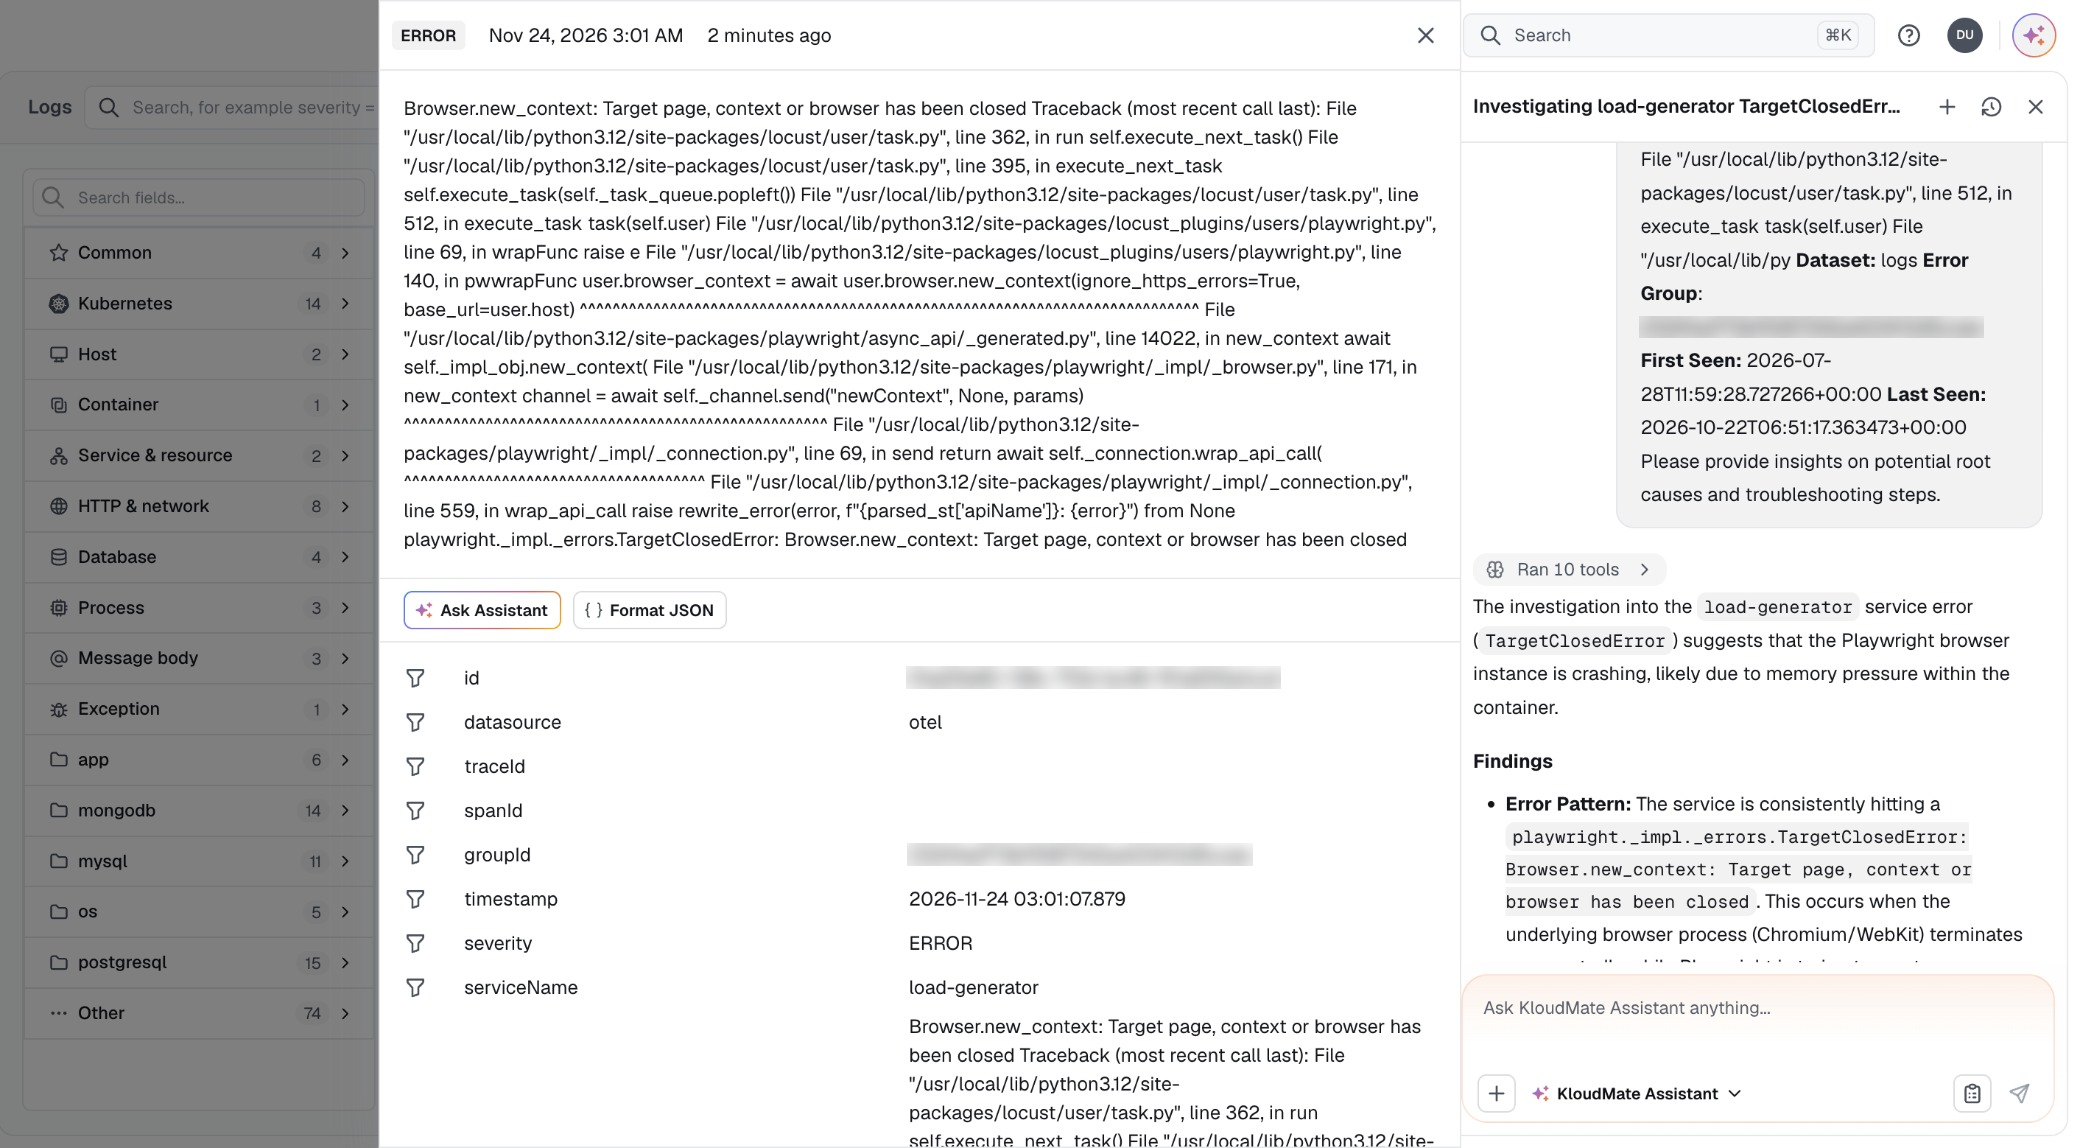 Logs
Search, for example severity =
Search fields...
Common 4
Kubernetes 14
Host 2
Container 1
Service & resource 2
HTTP & network 8
Database 4
Process 3
Message body 3
Exception 1
app 6
mongodb 14
mysql 11
os 5
postgresql 15
Other 74
ERROR Nov 24, 2026 3:01 AM 2 minutes ago
Browser.new_context: Target page, context or browser has been closed Traceback (most recent call last): File
"/usr/local/lib/python3.12/site-packages/locust/user/task.py", line 362, in run self.execute_next_task() File
"/usr/local/lib/python3.12/site-packages/locust/user/task.py", line 395, in execute_next_task
self.execute_task(self._task_queue.popleft()) File "/usr/local/lib/python3.12/site-packages/locust/user/task.py", line
512, in execute_task task(self.user) File "/usr/local/lib/python3.12/site-packages/locust_plugins/users/playwright.py",
line 69, in wrapFunc raise e File "/usr/local/lib/python3.12/site-packages/locust_plugins/users/playwright.py", line
140, in pwwrapFunc user.browser_context = await user.browser.new_context(ignore_https_errors=True,
base_url=user.host) ^^^^^^^^^^^^^^^^^^^^^^^^^^^^^^^^^^^^^^^^^^^^^^^^^^^^^^^^^^^^^^^^^^^^^^^^^^ File
"/usr/local/lib/python3.12/site-packages/playwright/async_api/_generated.py", line 14022, in new_context await
self._impl_obj.new_context( File "/usr/local/lib/python3.12/site-packages/playwright/_impl/_browser.py", line 171, in
new_context channel = await self._channel.send("newContext", None, params)
^^^^^^^^^^^^^^^^^^^^^^^^^^^^^^^^^^^^^^^^^^^^^^^^^^^ File "/usr/local/lib/python3.12/site-
packages/playwright/_impl/_connection.py", line 69, in send return await self._connection.wrap_api_call(
^^^^^^^^^^^^^^^^^^^^^^^^^^^^^^^^^^^^ File "/usr/local/lib/python3.12/site-packages/playwright/_impl/_connection.py",
line 559, in wrap_api_call raise rewrite_error(error, f"{parsed_st['apiName']}: {error}") from None
playwright._impl._errors.TargetClosedError: Browser.new_context: Target page, context or browser has been closed
Ask Assistant { } Format JSON
id
datasource otel
traceId
spanId
groupId
timestamp 2026-11-24 03:01:07.879
severity ERROR
serviceName load-generator
Browser.new_context: Target page, context or browser has
been closed Traceback (most recent call last): File
"/usr/local/lib/python3.12/site-
packages/locust/user/task.py", line 362, in run
self.execute_next_task() File "/usr/local/lib/python3.12/site-
Search ⌘K DU
Investigating load-generator TargetClosedErr...
File "/usr/local/lib/python3.12/site-
packages/locust/user/task.py", line 512, in
execute_task task(self.user) File
"/usr/local/lib/py Dataset: logs Error
Group:
First Seen: 2026-07-
28T11:59:28.727266+00:00 Last Seen:
2026-10-22T06:51:17.363473+00:00
Please provide insights on potential root
causes and troubleshooting steps.
Ran 10 tools
The investigation into the load-generator service error
( TargetClosedError ) suggests that the Playwright browser
instance is crashing, likely due to memory pressure within the
container.
Findings
• Error Pattern: The service is consistently hitting a
playwright._impl._errors.TargetClosedError:
Browser.new_context: Target page, context or
browser has been closed . This occurs when the
underlying browser process (Chromium/WebKit) terminates
Ask KloudMate Assistant anything...
KloudMate Assistant